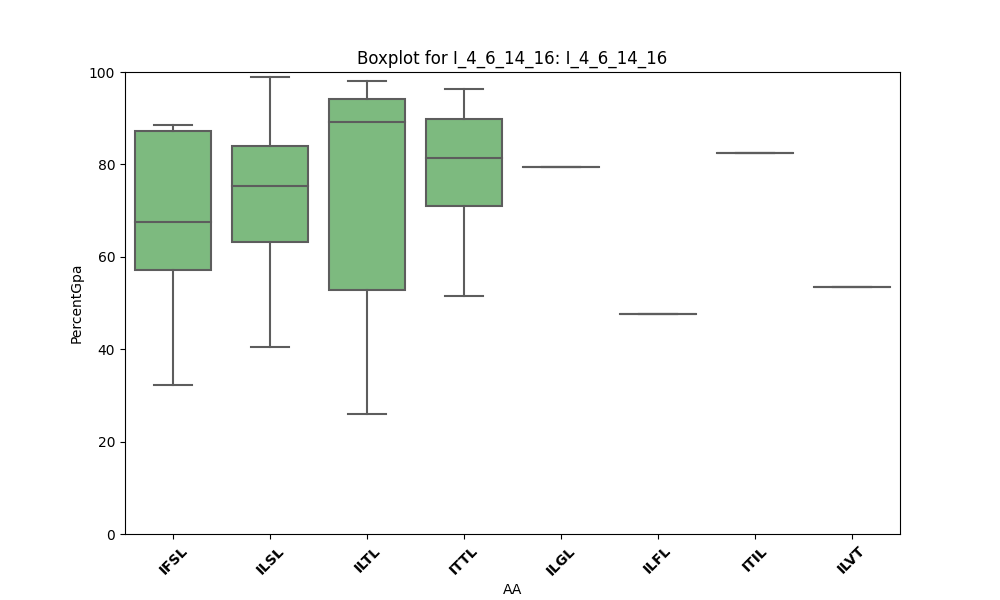 Boxplot for I_4_6_14_16: I_4_6_14_16
PercentGpa
100
80
60
40
20
0
IFSL ILSL ILTL ITTL ILGL ILFL ITIL ILVT
AA